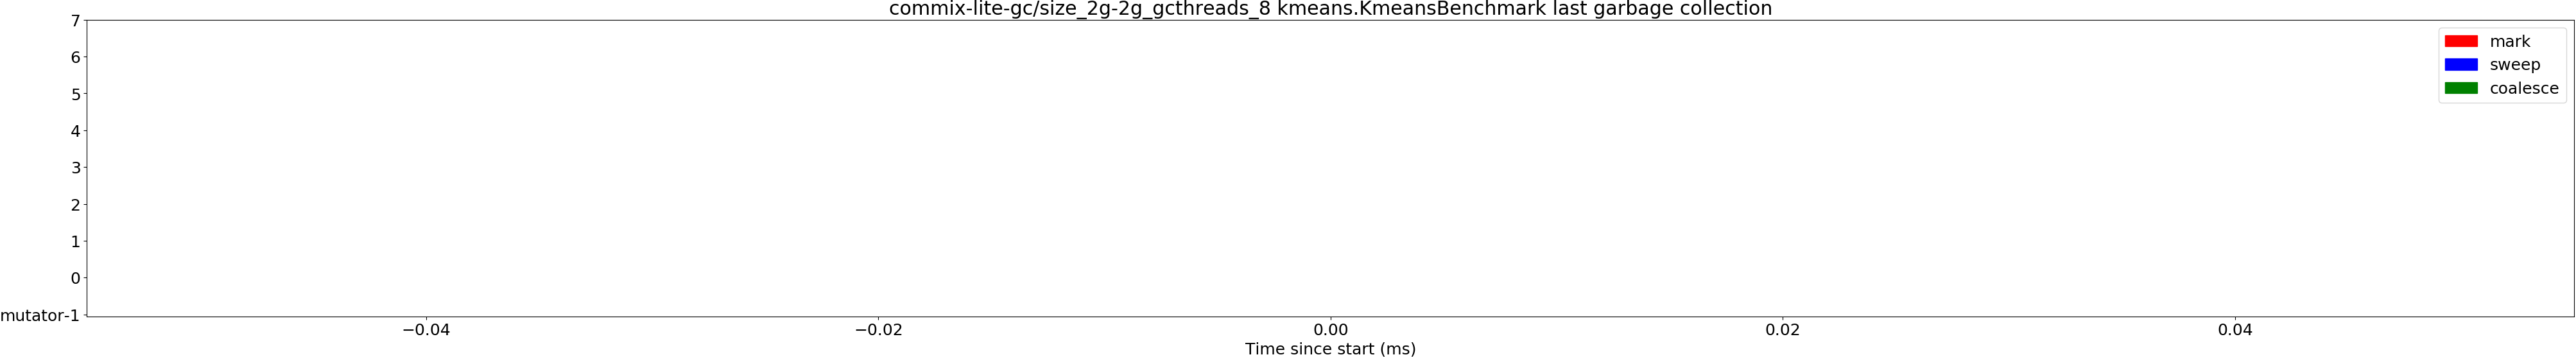 commix-lite-gc/size_2g-2g_gcthreads_8 kmeans.KmeansBenchmark last garbage collection
7
6
5
4
3
2
1
0
mutator-1
mark
sweep
coalesce
−0.04 −0.02 0.00 0.02 0.04
Time since start (ms)